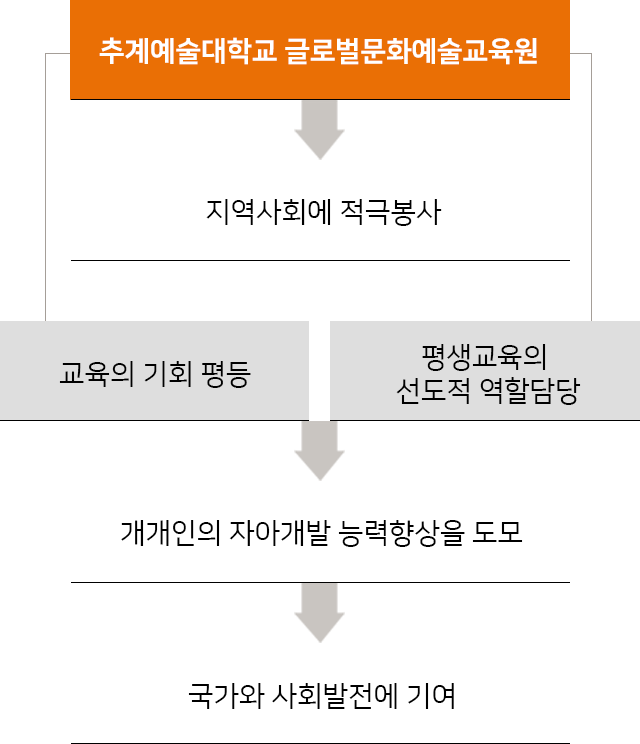 추계예술대학교 글로벌문화예술교육원
지역사회에 적극봉사
교육의 기회 평등
평생교육의
선도적 역할담당
개개인의 자아개발 능력향상을 도모
국가와 사회발전에 기여